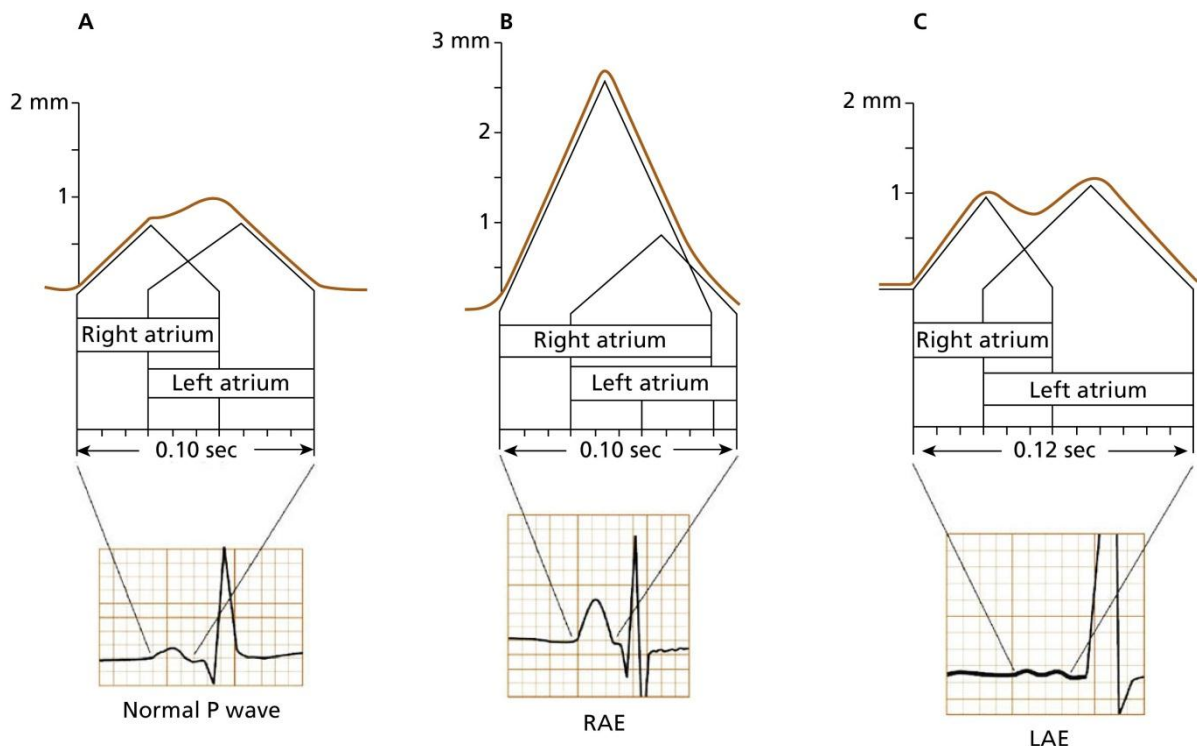 A
2 mm
1
Right atrium
Left atrium
0.10 sec
Normal P wave
B
3 mm
2
1
Right atrium
Left atrium
0.10 sec
RAE
C
2 mm
1
Right atrium
Left atrium
0.12 sec
LAE